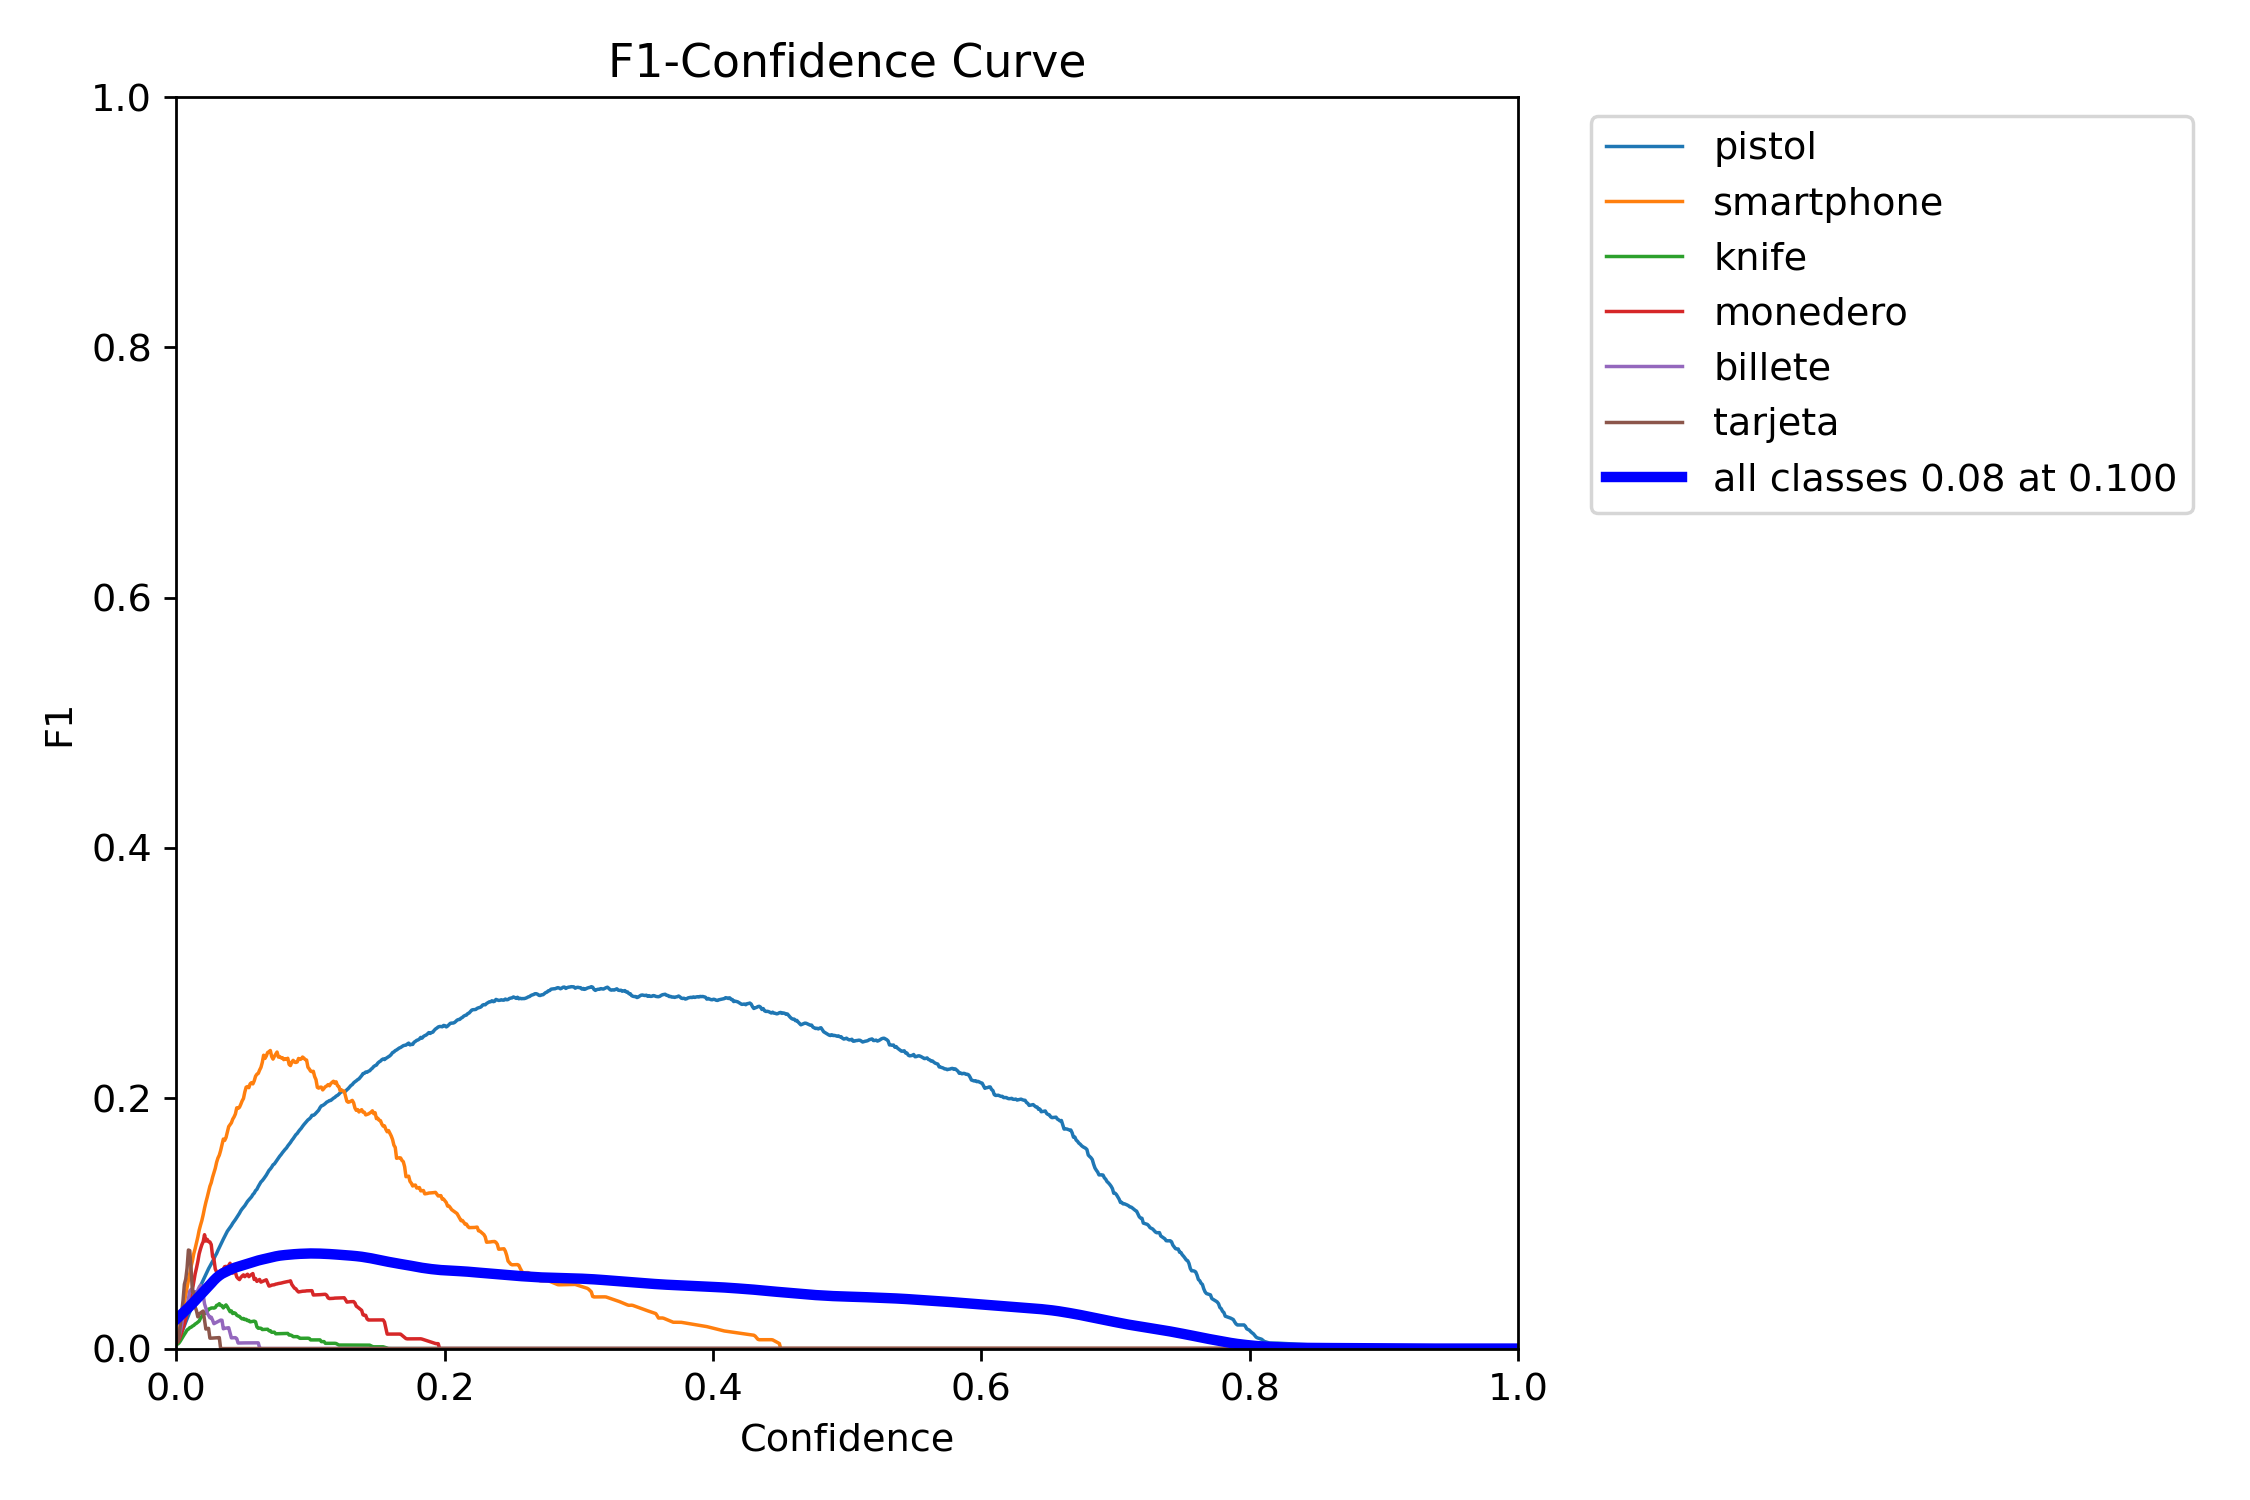 F1-Confidence Curve
1.0
0.8
0.6
0.4
0.2
0.0
F1
0.0 0.2 0.4 0.6 0.8 1.0
Confidence
pistol
smartphone
knife
monedero
billete
tarjeta
all classes 0.08 at 0.100